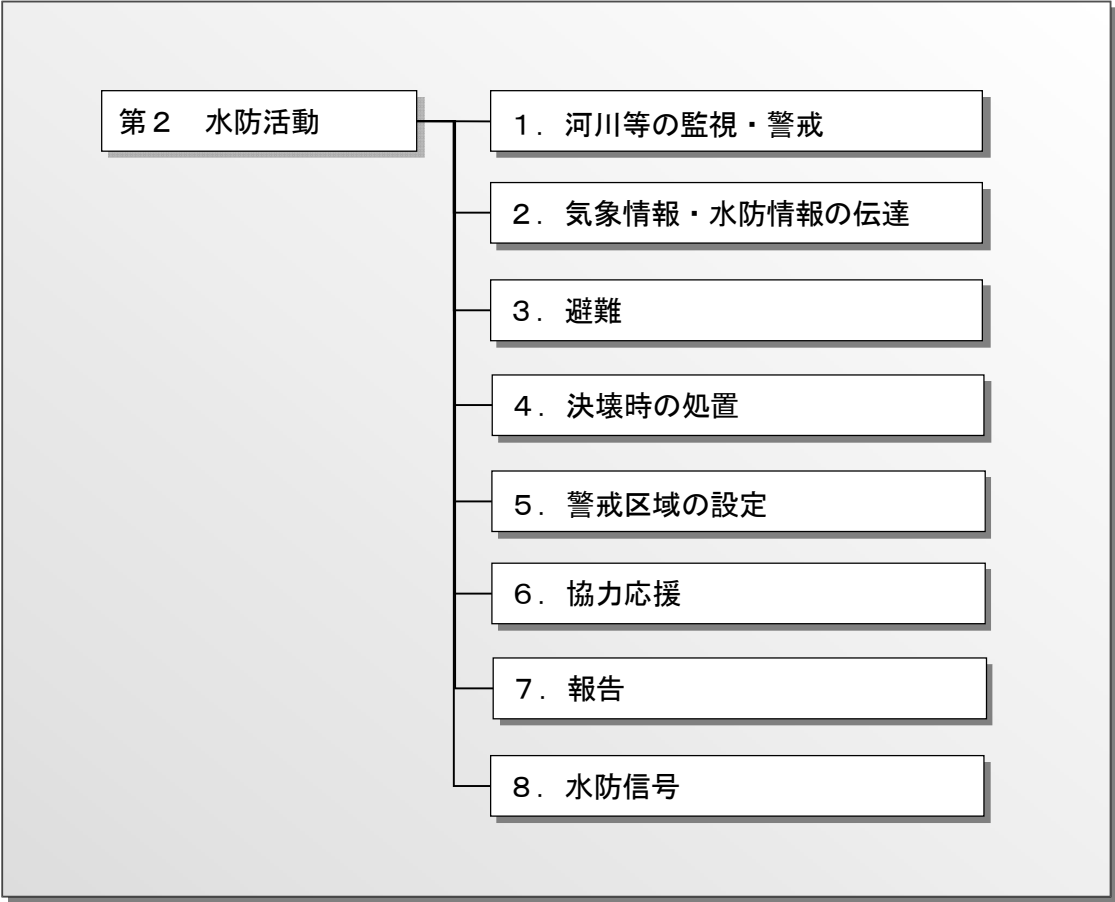 第２　水防活動
１．河川等の監視・警戒
２．気象情報・水防情報の伝達
３．避難
４．決壊時の処置
５．警戒区域の設定
６．協力応援
７．報告
８．水防信号